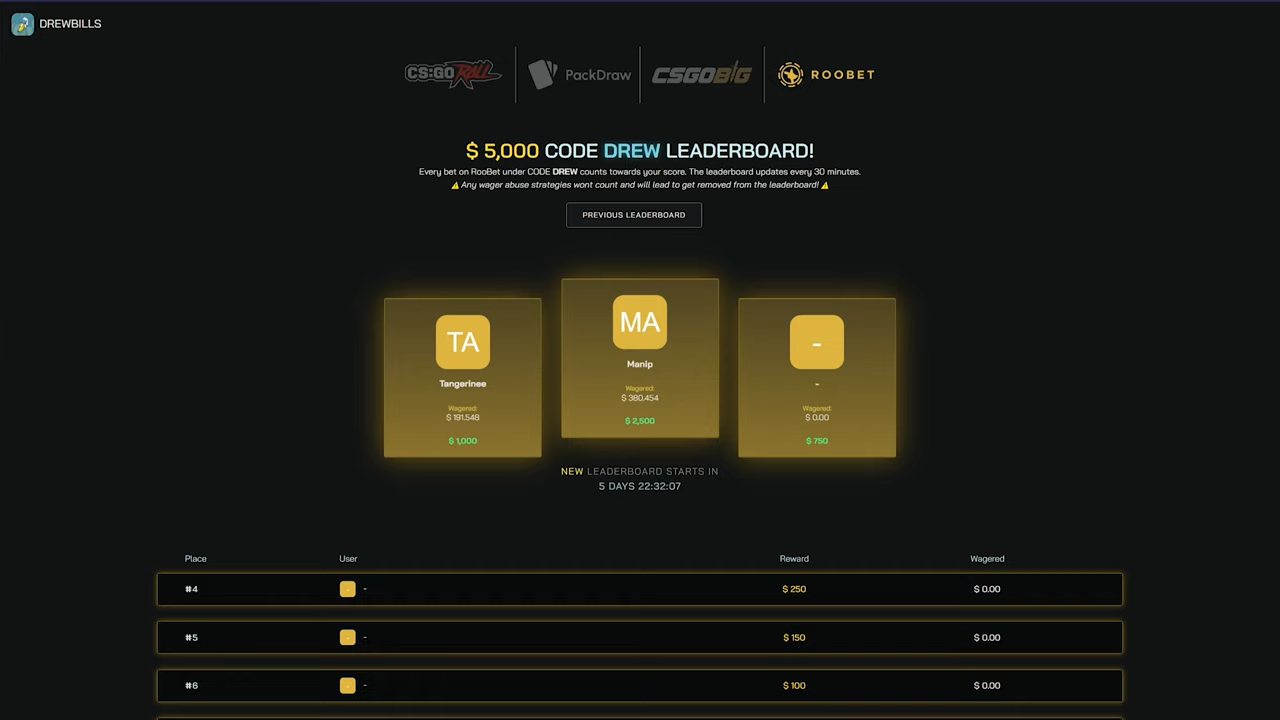 DREWBILLS
CS:GO ROLL
PackDraw
CSGOBIG
ROOBET
$ 5,000 CODE DREW LEADERBOARD!
Every bet on RooBet under CODE DREW counts towards your score. The leaderboard updates every 30 minutes.
Any wager abuse strategies wont count and will lead to get removed from the leaderboard!
PREVIOUS LEADERBOARD
TA
TangerInee
Wagered:
$ 191.548
$ 1,000
MA
Manip
Wagered:
$ 380.454
$ 2,500
-
-
Wagered:
$ 0.00
$ 750
NEW LEADERBOARD STARTS IN
5 DAYS 22:32:07
Place User Reward Wagered
#4 - $ 250 $ 0.00
#5 - $ 150 $ 0.00
#6 - $ 100 $ 0.00